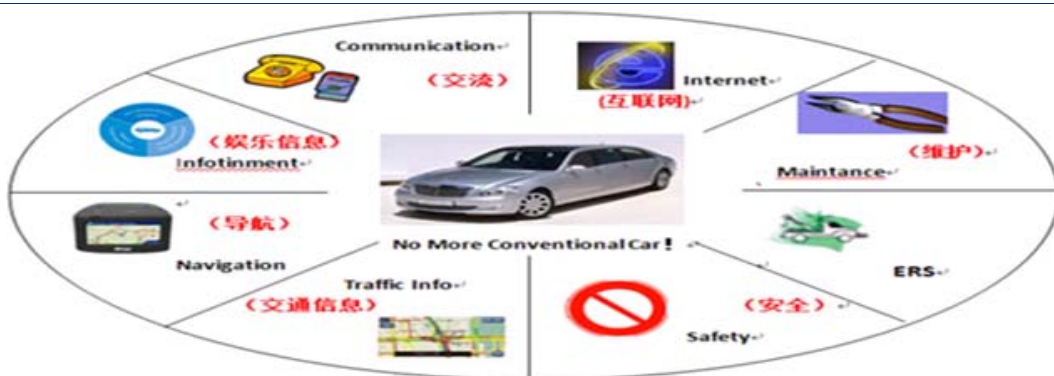 Communication
（交流）
Internet
(互联网)
（维护）
Maintance
（娱乐信息）
Infotinment
（导航）
Navigation
No More Conventional Car！
ERS
Traffic Info
（交通信息）
（安全）
Safety